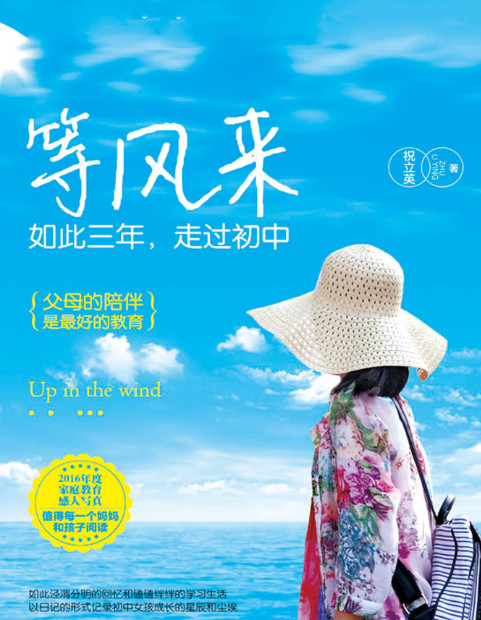 等风来
祝立英
ZHU
LI YING
著
如此三年，走过初中
父母的陪伴
是最好的教育
Up in the wind
2016年度
家庭教育
感人写真
值得每一个妈妈
和孩子阅读
如此泾渭分明的回忆和磕磕绊绊的学习生活
以日记的形式记录初中女孩成长的星辰和尘埃